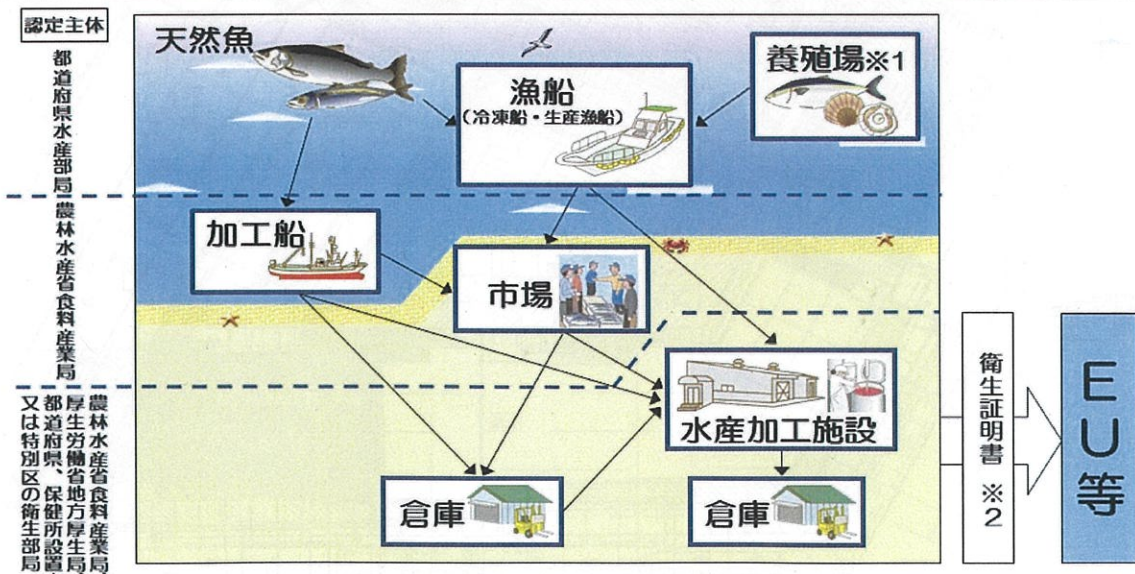 認定主体
都道府県水産部局
農林水産省食料産業局
農林水産省食料産業局
厚生労働省地方厚生局
都道府県、保健所設置
又は特別区の衛生部局
天然魚
漁船
(冷凍船・生産漁船)
養殖場※1
加工船
市場
水産加工施設
倉庫
倉庫
衛生証明書 ※2
EU等